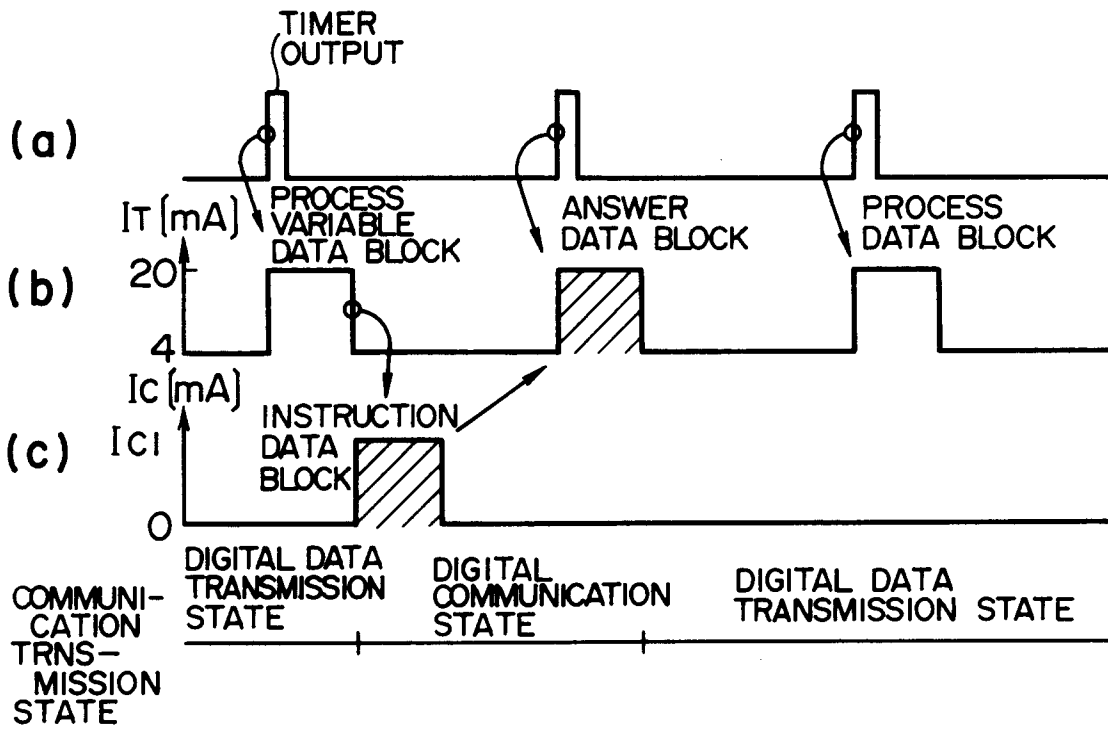 TIMER
OUTPUT
(a)
PROCESS
VARIABLE
DATA BLOCK
ANSWER
DATA BLOCK
PROCESS
DATA BLOCK
IT [mA]
(b)
20
4
IC [mA]
INSTRUCTION
DATA
BLOCK
(c)
IC1
0
DIGITAL DATA
TRANSMISSION
STATE
DIGITAL
COMMUNICATION
STATE
DIGITAL DATA
TRANSMISSION STATE
COMMUNI-
CATION
TRNS-
MISSION
STATE